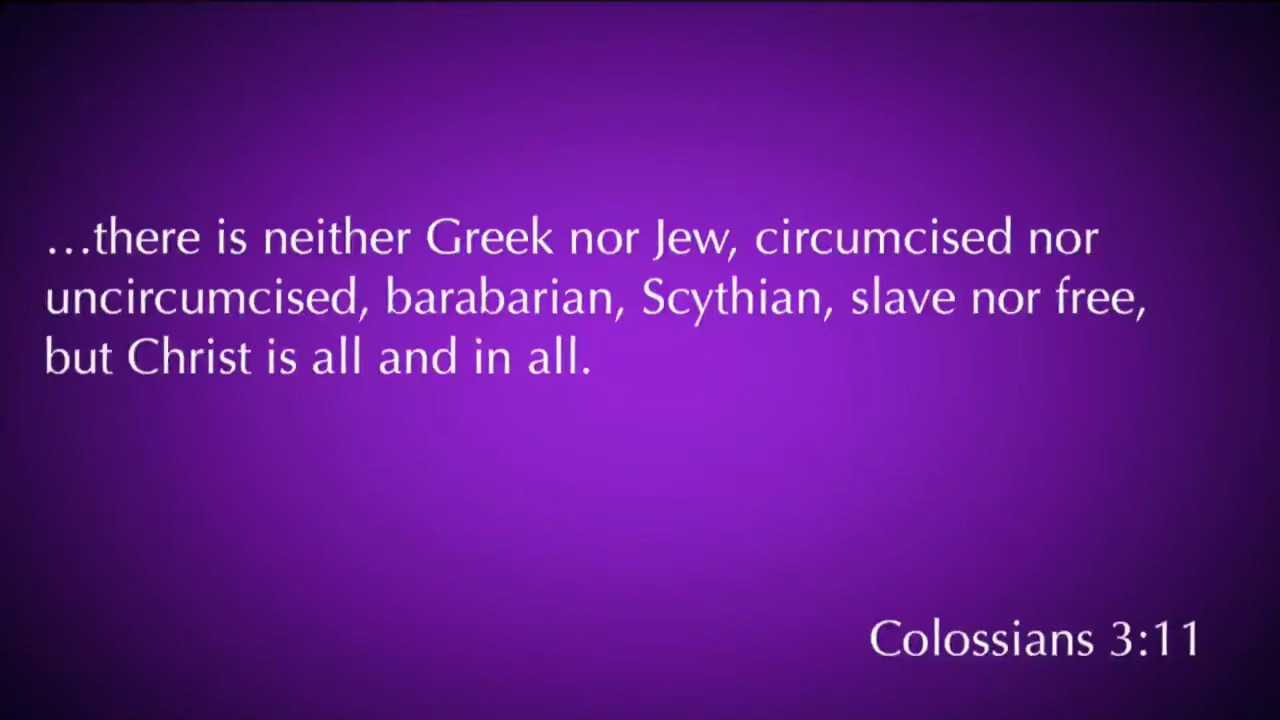 …there is neither Greek nor Jew, circumcised nor
uncircumcised, barabarian, Scythian, slave nor free,
but Christ is all and in all.
Colossians 3:11